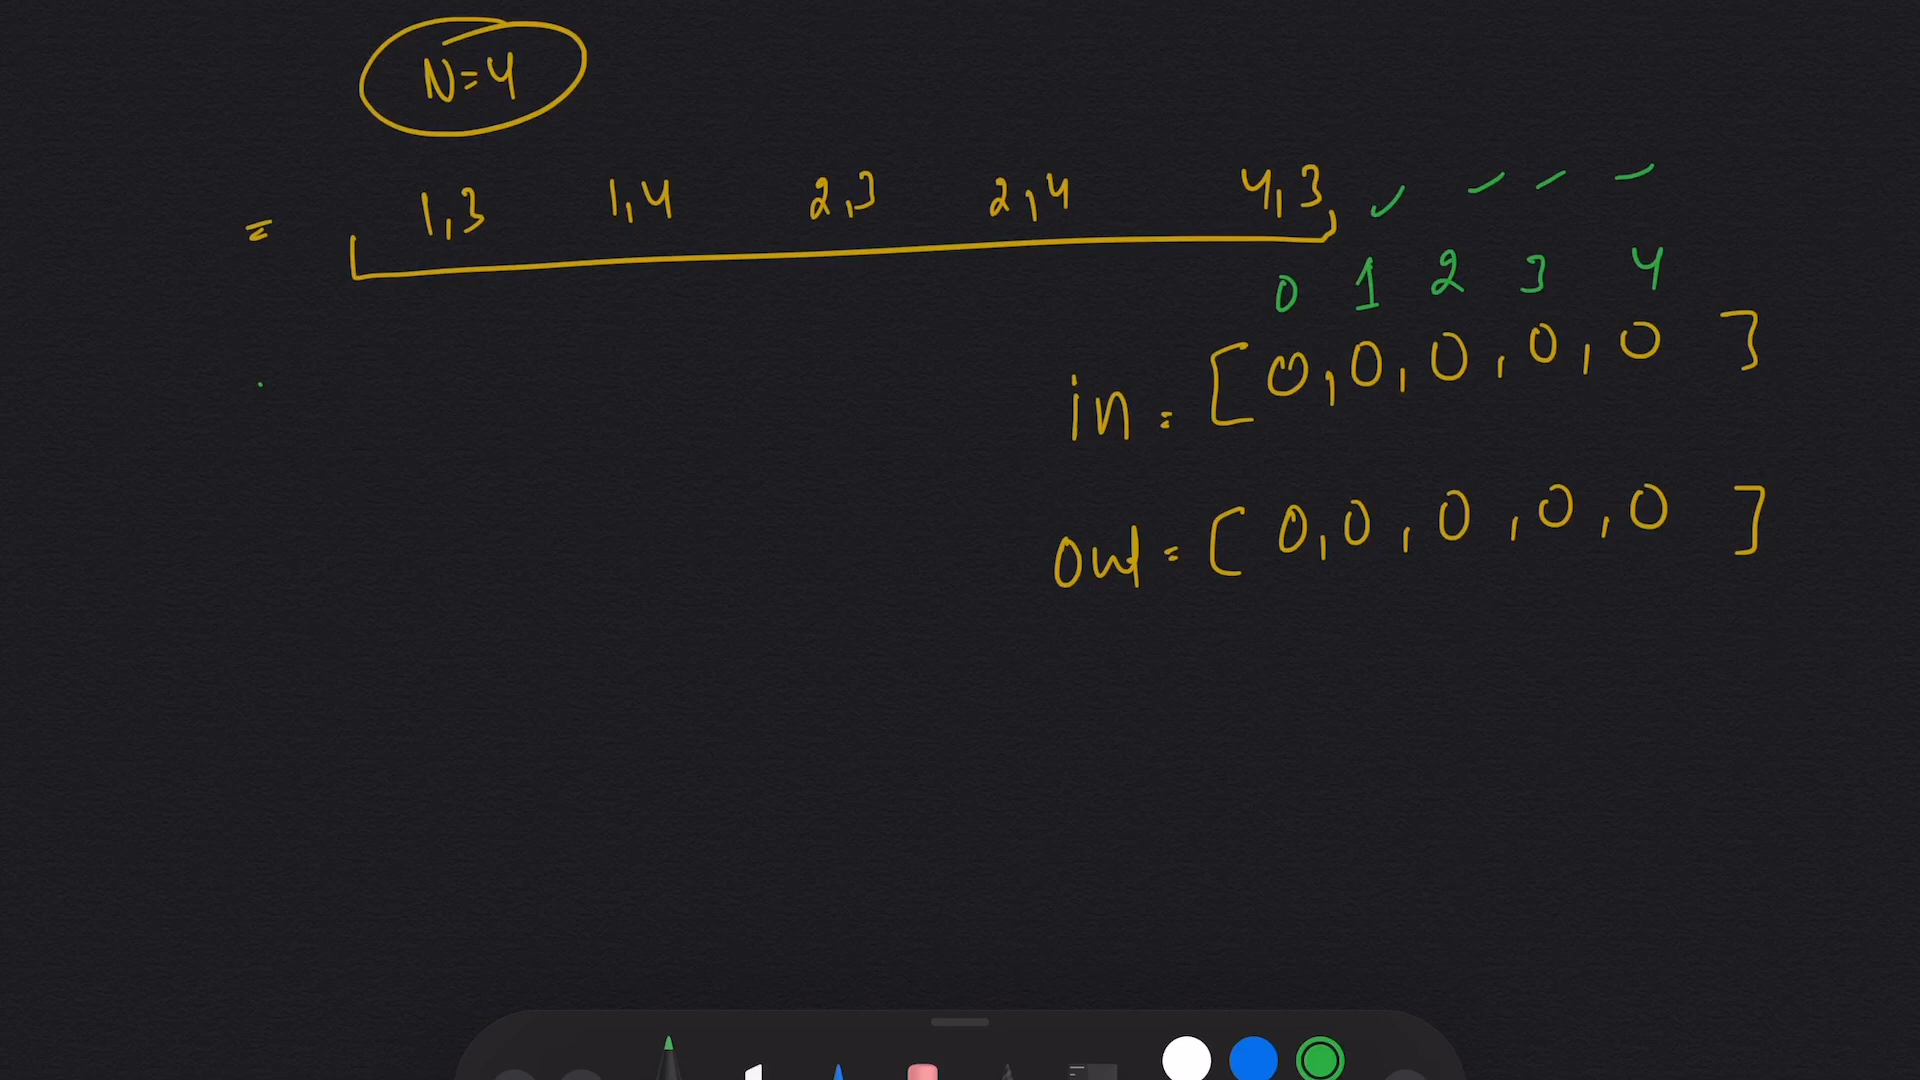 N=4
= 1,3 1,4 2,3 2,4 4,3,
0 1 2 3 4
in = [0,0,0,0,0]
out = [0,0,0,0,0]